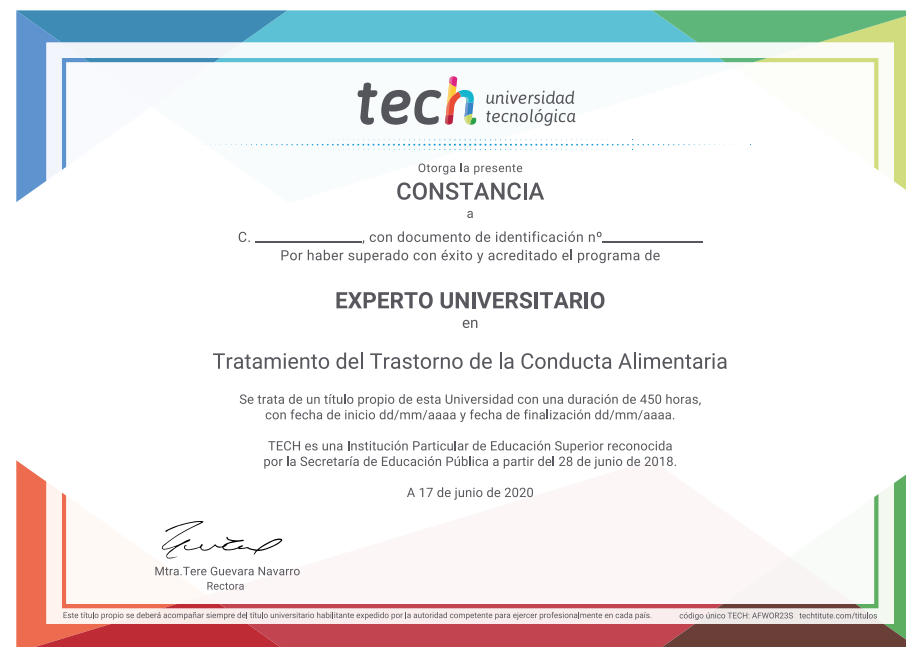 tech universidad
tecnológica
Otorga la presente
CONSTANCIA
a
C. ____________, con documento de identificación nº____________
Por haber superado con éxito y acreditado el programa de
EXPERTO UNIVERSITARIO
en
Tratamiento del Trastorno de la Conducta Alimentaria
Se trata de un título propio de esta Universidad con una duración de 450 horas,
con fecha de inicio dd/mm/aaaa y fecha de finalización dd/mm/aaaa.
TECH es una Institución Particular de Educación Superior reconocida
por la Secretaría de Educación Pública a partir del 28 de junio de 2018.
A 17 de junio de 2020
Mtra.Tere Guevara Navarro
Rectora
Este título propio se deberá acompañar siempre del título universitario habilitante expedido por la autoridad competente para ejercer profesionalmente en cada país. código único TECH: AFWOR23S techtitute.com/titulos